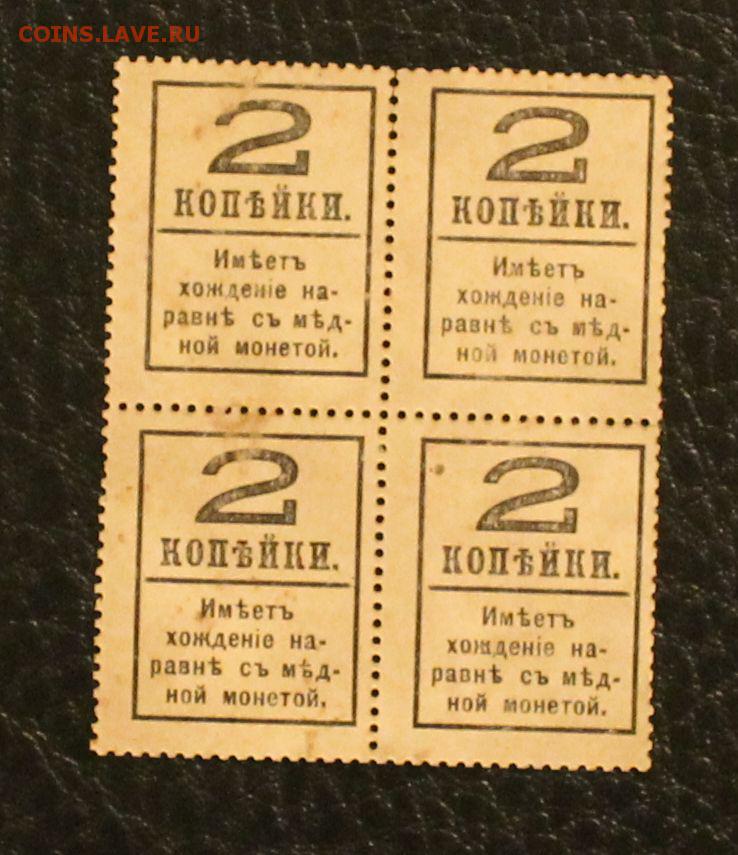 COINS.LAVE.RU
2
КОПѢЙКИ.
Имѣетъ
хожденіе на-
равнѣ съ мѣд-
ной монетой.
2
КОПѢЙКИ.
Имѣетъ
хожденіе на-
равнѣ съ мѣд-
ной монетой.
2
КОПѢЙКИ.
Имѣетъ
хожденіе на-
равнѣ съ мѣд-
ной монетой.
2
КОПѢЙКИ.
Имѣетъ
хожденіе на-
равнѣ съ мѣд-
ной монетой.